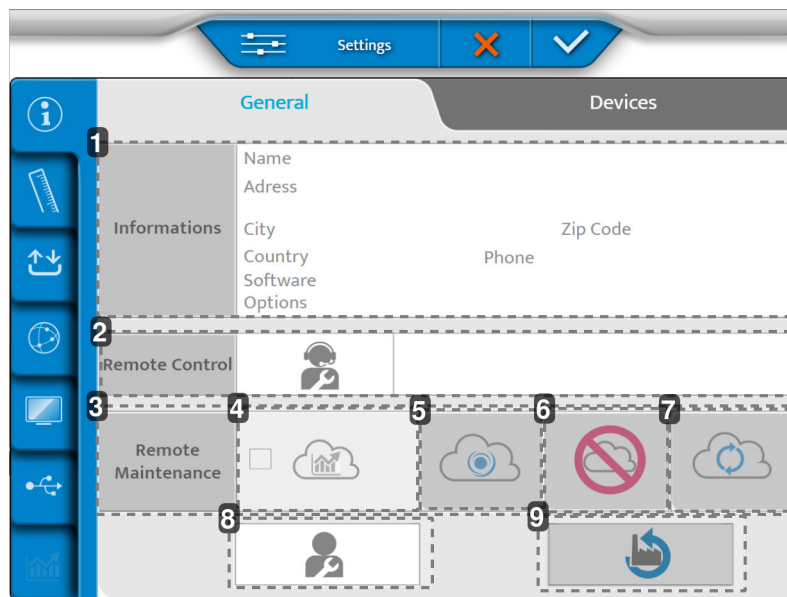 Settings
General
Devices
1
Informations
Name
Adress
City
Zip Code
Country
Phone
Software
Options
2
Remote Control
3
Remote
Maintenance
4
5
6
7
8
9